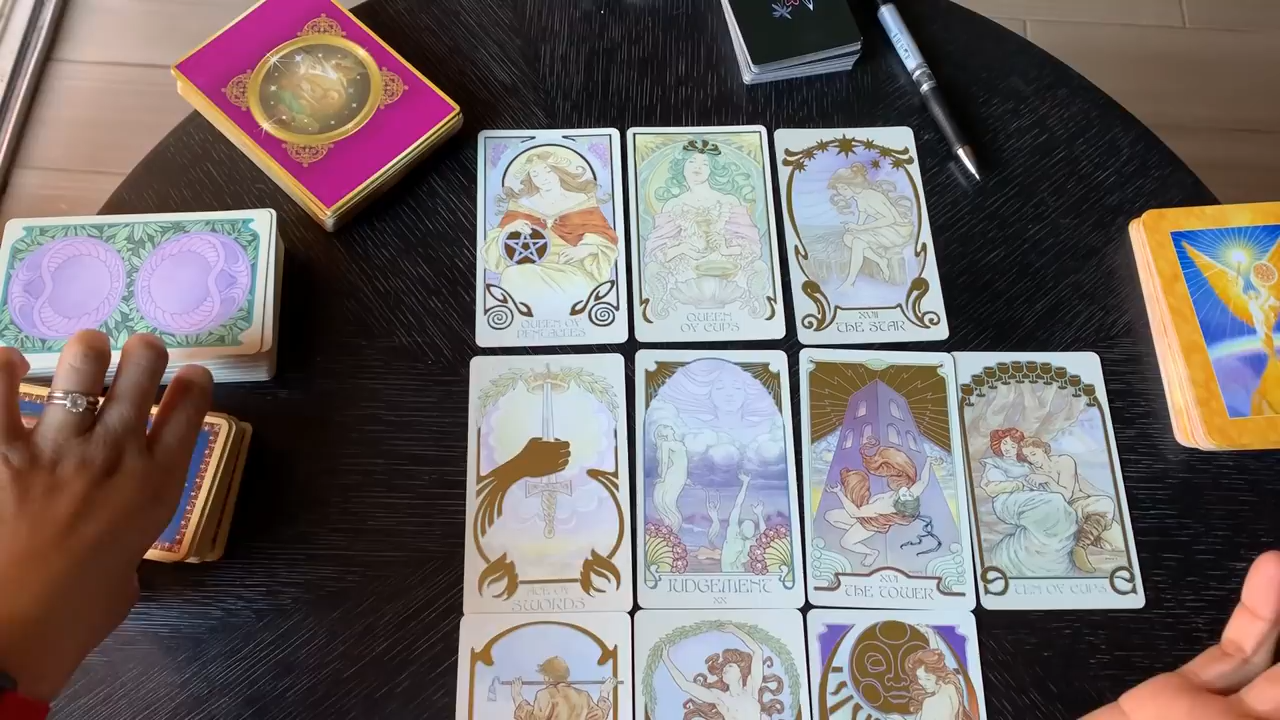 QUEEN OF
PENTACLES
QUEEN
OF CUPS
XVII
THE STAR
ACE OF
SWORDS
JUDGEMENT
XX
XVI
THE TOWER
TEN OF CUPS